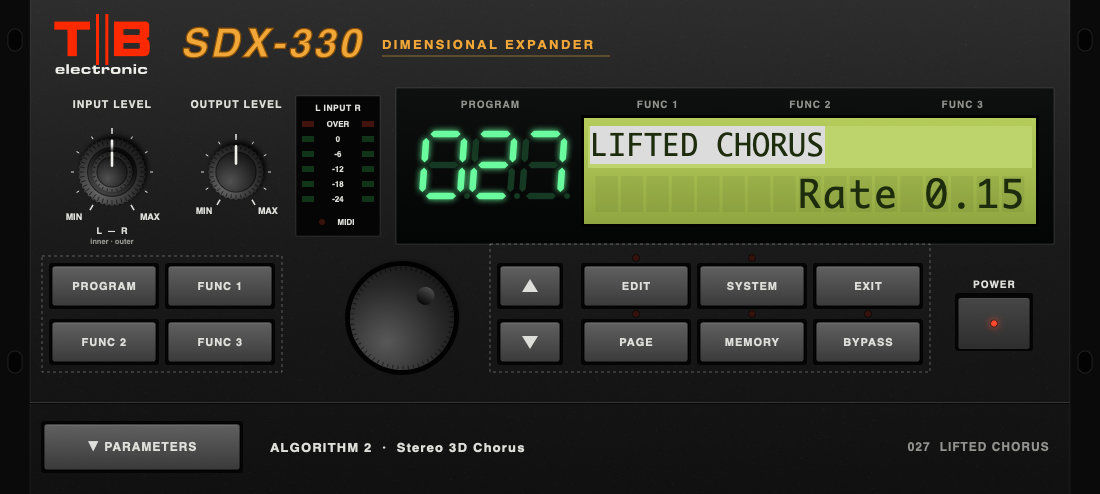 TB
electronic
SDX-330
DIMENSIONAL EXPANDER
INPUT LEVEL
OUTPUT LEVEL
MIN
MAX
L – R
inner · outer
MIN
MAX
L INPUT R
OVER
0
-6
-12
-18
-24
MIDI
PROGRAM
FUNC 1
FUNC 2
FUNC 3
027
LIFTED CHORUS
Rate 0.15
PROGRAM
FUNC 1
FUNC 2
FUNC 3
▲
EDIT
SYSTEM
EXIT
▼
PAGE
MEMORY
BYPASS
POWER
▼ PARAMETERS
ALGORITHM 2 · Stereo 3D Chorus
027 LIFTED CHORUS